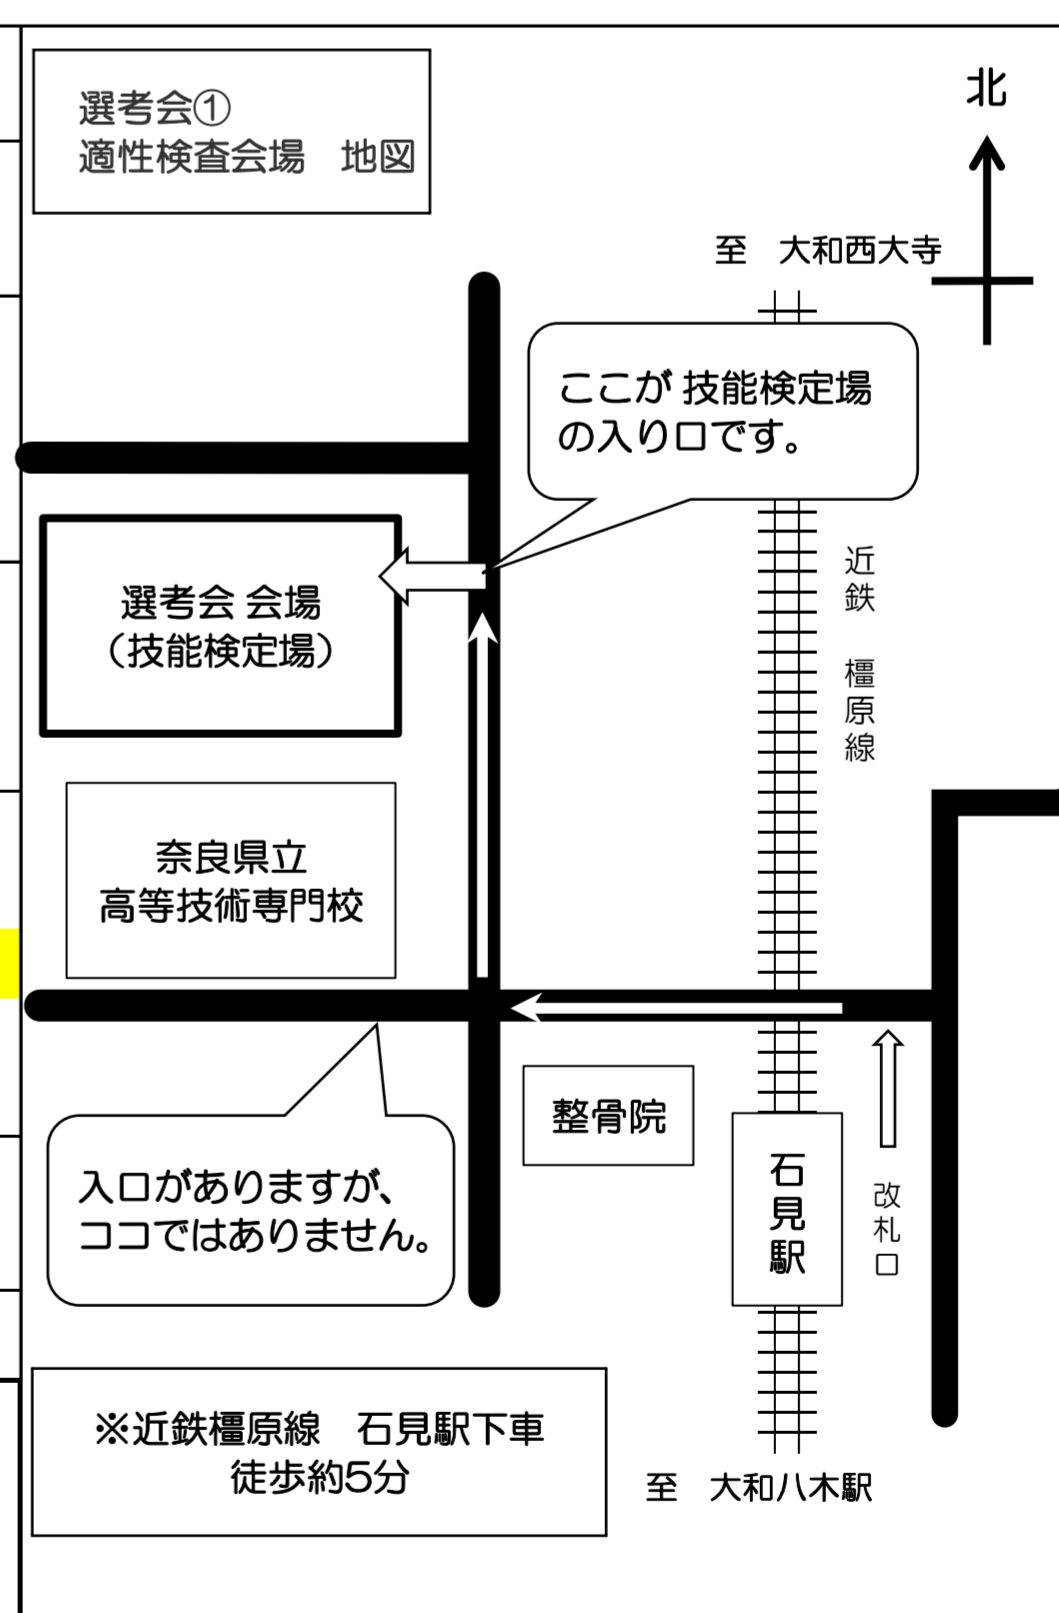 選考会①
適性検査会場　地図
北
至　大和西大寺
ここが 技能検定場
の入り口です。
近鉄　橿原線
選考会 会場
（技能検定場）
奈良県立
高等技術専門校
整骨院
入口がありますが、
ココではありません。
石見駅
改札口
※近鉄橿原線　石見駅下車
徒歩約5分
至　大和八木駅